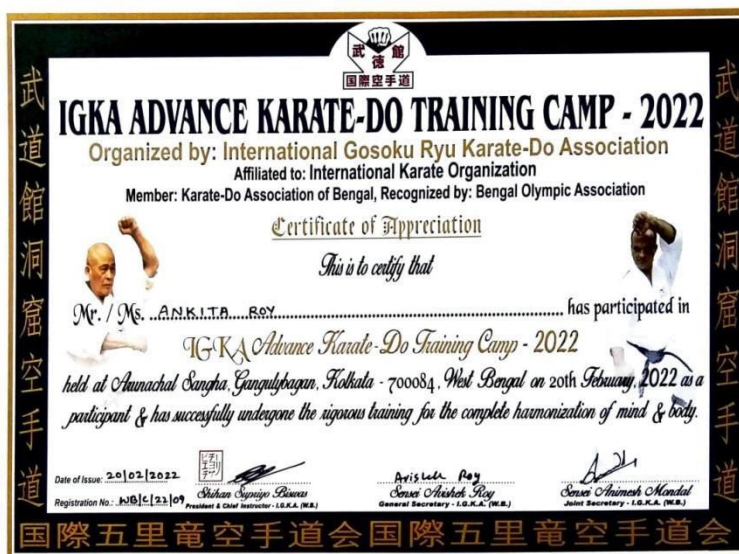 武館
徳
国際空手道
IGKA ADVANCE KARATE-DO TRAINING CAMP - 2022
Organized by: International Gosoku Ryu Karate-Do Association
Affiliated to: International Karate Organization
Member: Karate-Do Association of Bengal, Recognized by: Bengal Olympic Association
Certificate of Appreciation
This is to certify that
Mr. / Ms. ANKITA ROY has participated in
IGKA Advance Karate-Do Training Camp - 2022
held at Arunachal Sangha, Gangulybagan, Kolkata - 700084, West Bengal on 20th February, 2022 as a
participant & has successfully undergone the rigorous training for the complete harmonization of mind & body.
Date of Issue: 20/02/2022
Registration No.: WB/C/22/09
Shihan Supriyo Biswas
President & Chief Instructor - I.G.K.A. (W.B.)
Avishek Roy
Sensei Avishek Roy
General Secretary - I.G.K.A. (W.B.)
Sensei Animesh Mondal
Joint Secretary - I.G.K.A. (W.B.)
武道館洞窟空手道
武道館洞窟空手道
国際五里竜空手道会国際五里竜空手道会